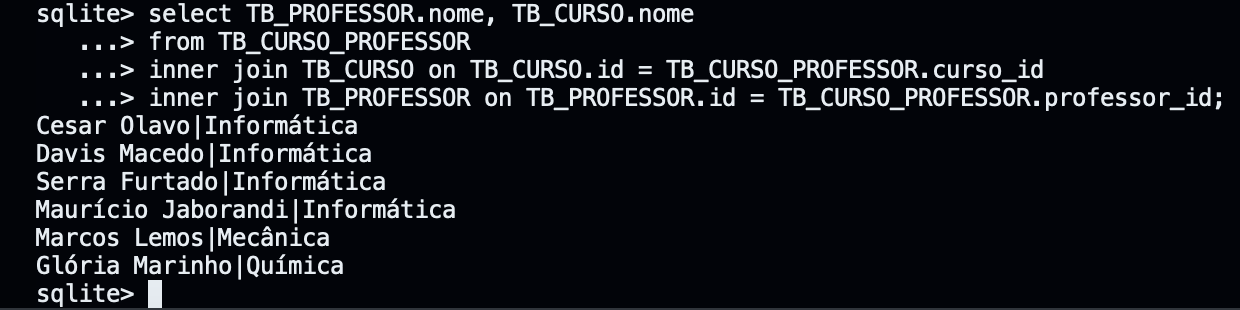 sqlite> select TB_PROFESSOR.nome, TB_CURSO.nome
...> from TB_CURSO_PROFESSOR
...> inner join TB_CURSO on TB_CURSO.id = TB_CURSO_PROFESSOR.curso_id
...> inner join TB_PROFESSOR on TB_PROFESSOR.id = TB_CURSO_PROFESSOR.professor_id;
Cesar Olavo|Informática
Davis Macedo|Informática
Serra Furtado|Informática
Maurício Jaborandi|Informática
Marcos Lemos|Mecânica
Glória Marinho|Química
sqlite>